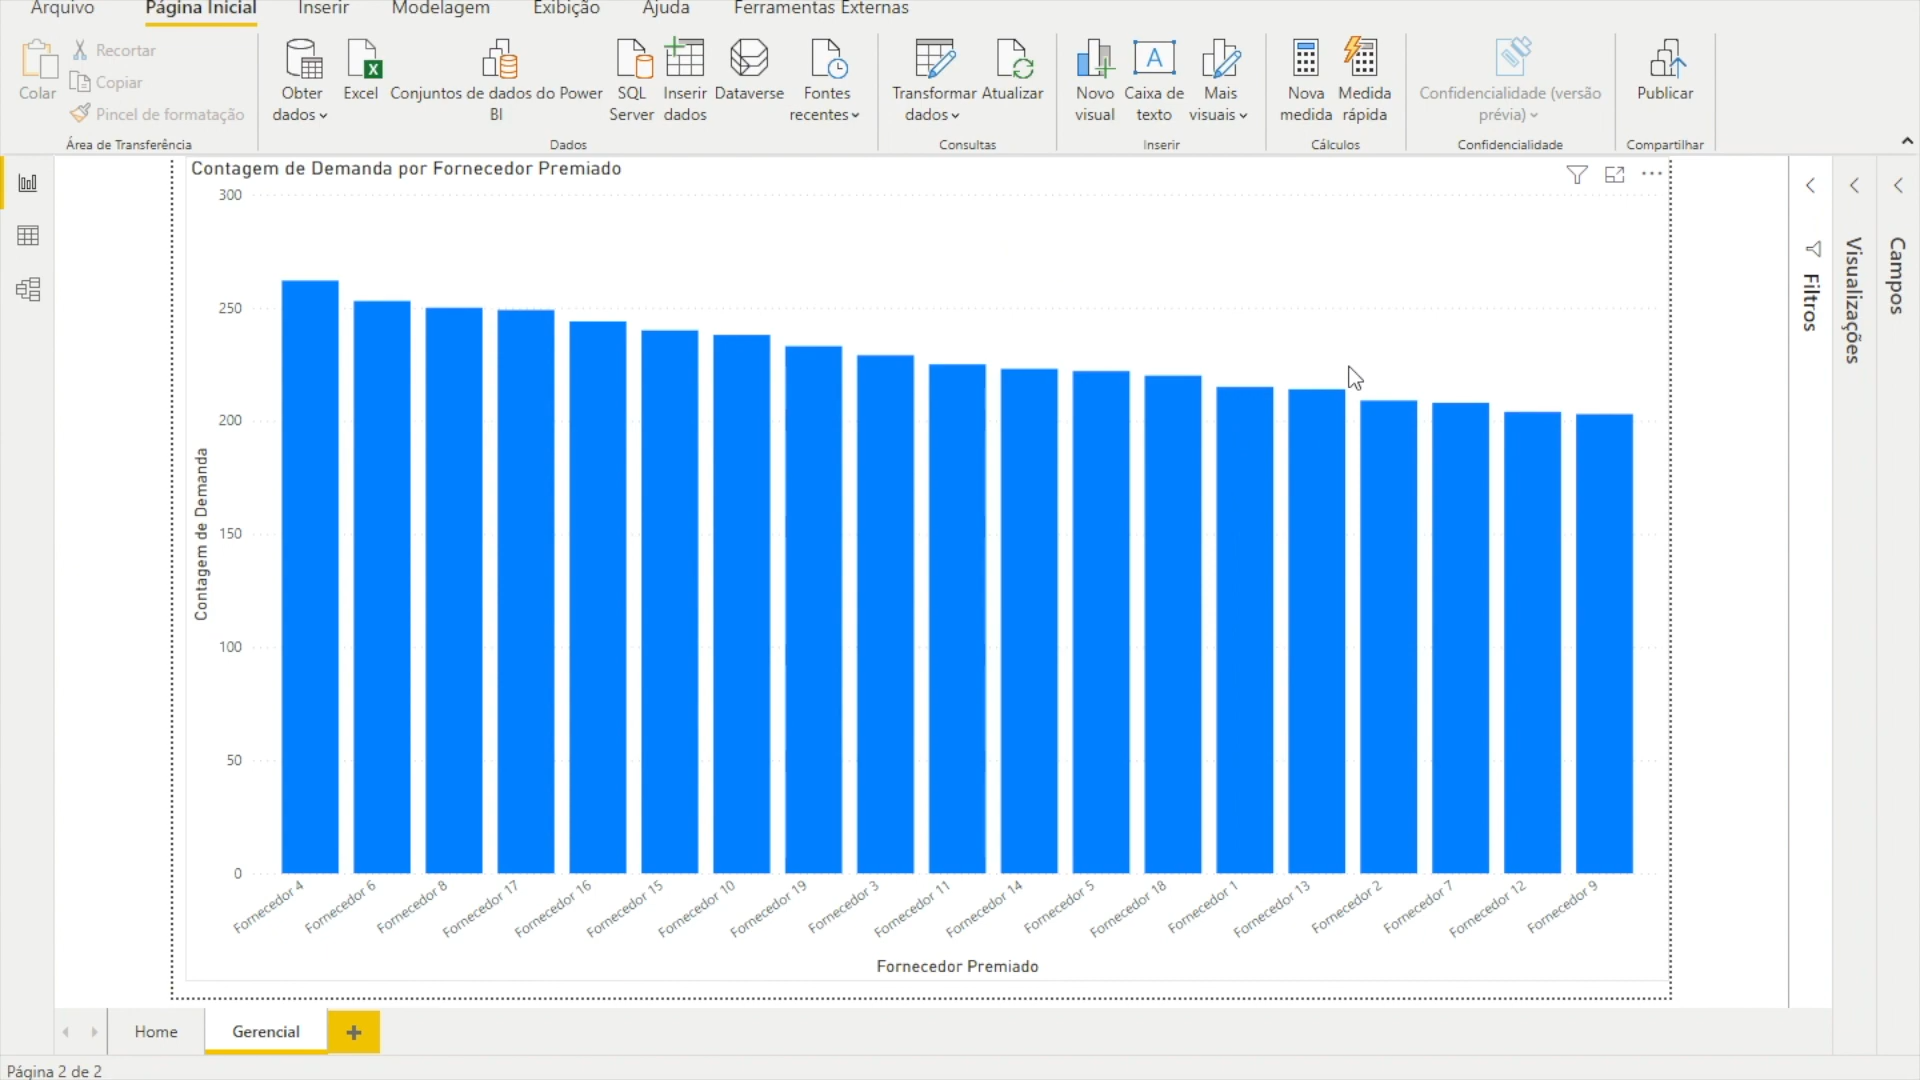 Arquivo Página Inicial Inserir Modelagem Exibição Ajuda Ferramentas Externas
Colar
Recortar
Copiar
Pincel de formatação
Área de Transferência
Obter dados
Excel
Conjuntos de dados do Power BI
SQL Server
Inserir dados
Dataverse
Fontes recentes
Dados
Transformar dados
Atualizar
Consultas
Novo visual
Caixa de texto
Mais visuais
Inserir
Nova medida
Medida rápida
Cálculos
Confidencialidade (versão prévia)
Confidencialidade
Publicar
Compartilhar
Contagem de Demanda por Fornecedor Premiado
300
250
200
150
100
50
0
Contagem de Demanda
Fornecedor 4
Fornecedor 6
Fornecedor 8
Fornecedor 17
Fornecedor 16
Fornecedor 15
Fornecedor 10
Fornecedor 19
Fornecedor 3
Fornecedor 11
Fornecedor 14
Fornecedor 5
Fornecedor 18
Fornecedor 1
Fornecedor 13
Fornecedor 2
Fornecedor 7
Fornecedor 12
Fornecedor 9
Fornecedor Premiado
Filtros
Visualizações
Campos
Home
Gerencial
Página 2 de 2